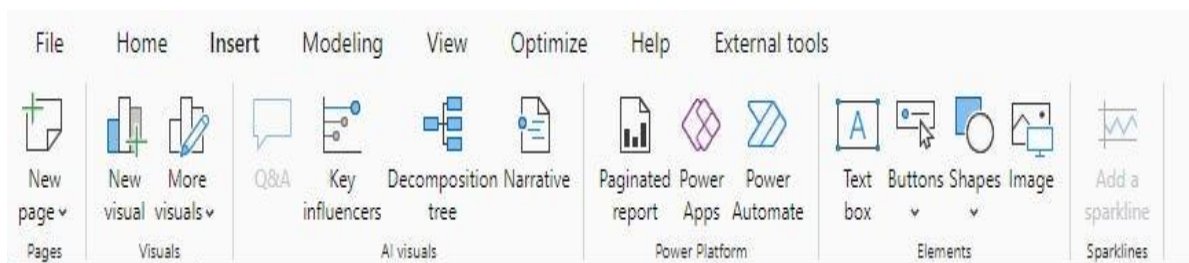 File Home Insert Modeling View Optimize Help External tools
A
New page
New visual
More visuals
Q&A
Key influencers
Decomposition tree
Narrative
Paginated report
Power Apps
Power Automate
Text box
Buttons
Shapes
Image
Add a sparkline
Pages Visuals AI visuals Power Platform Elements Sparklines